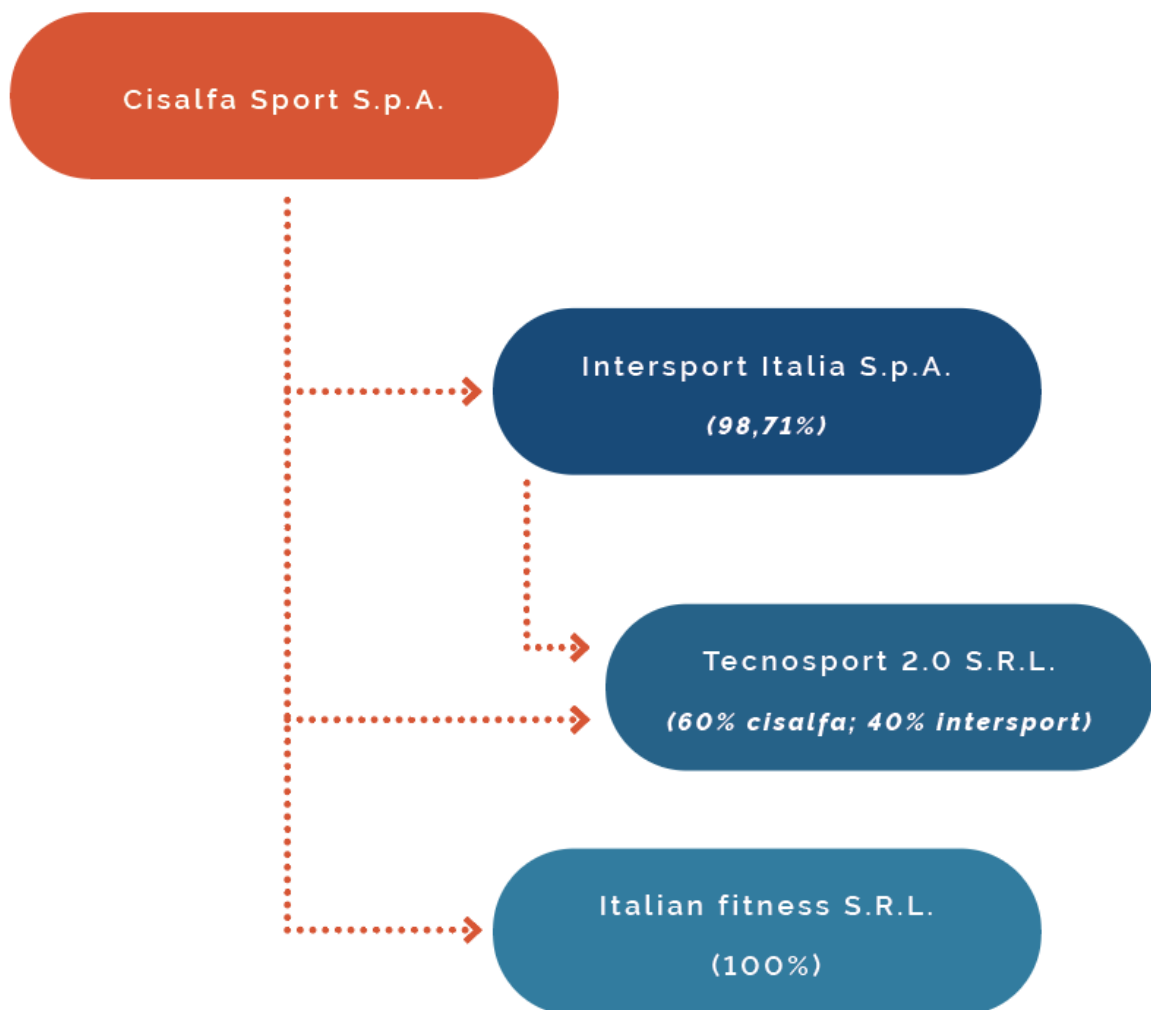 Cisalfa Sport S.p.A.
Intersport Italia S.p.A.
(98,71%)
Tecnosport 2.0 S.R.L.
(60% cisalfa; 40% intersport)
Italian fitness S.R.L.
(100%)